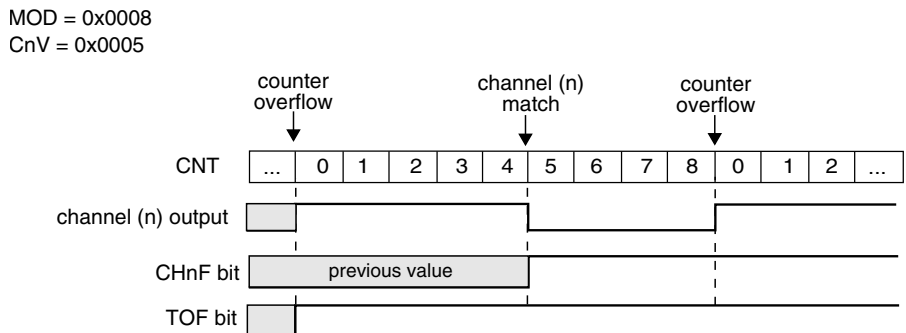 MOD = 0x0008
CnV = 0x0005
counter
overflow
channel (n)
match
counter
overflow
CNT
... 0 1 2 3 4 5 6 7 8 0 1 2 ...
channel (n) output
CHnF bit
previous value
TOF bit